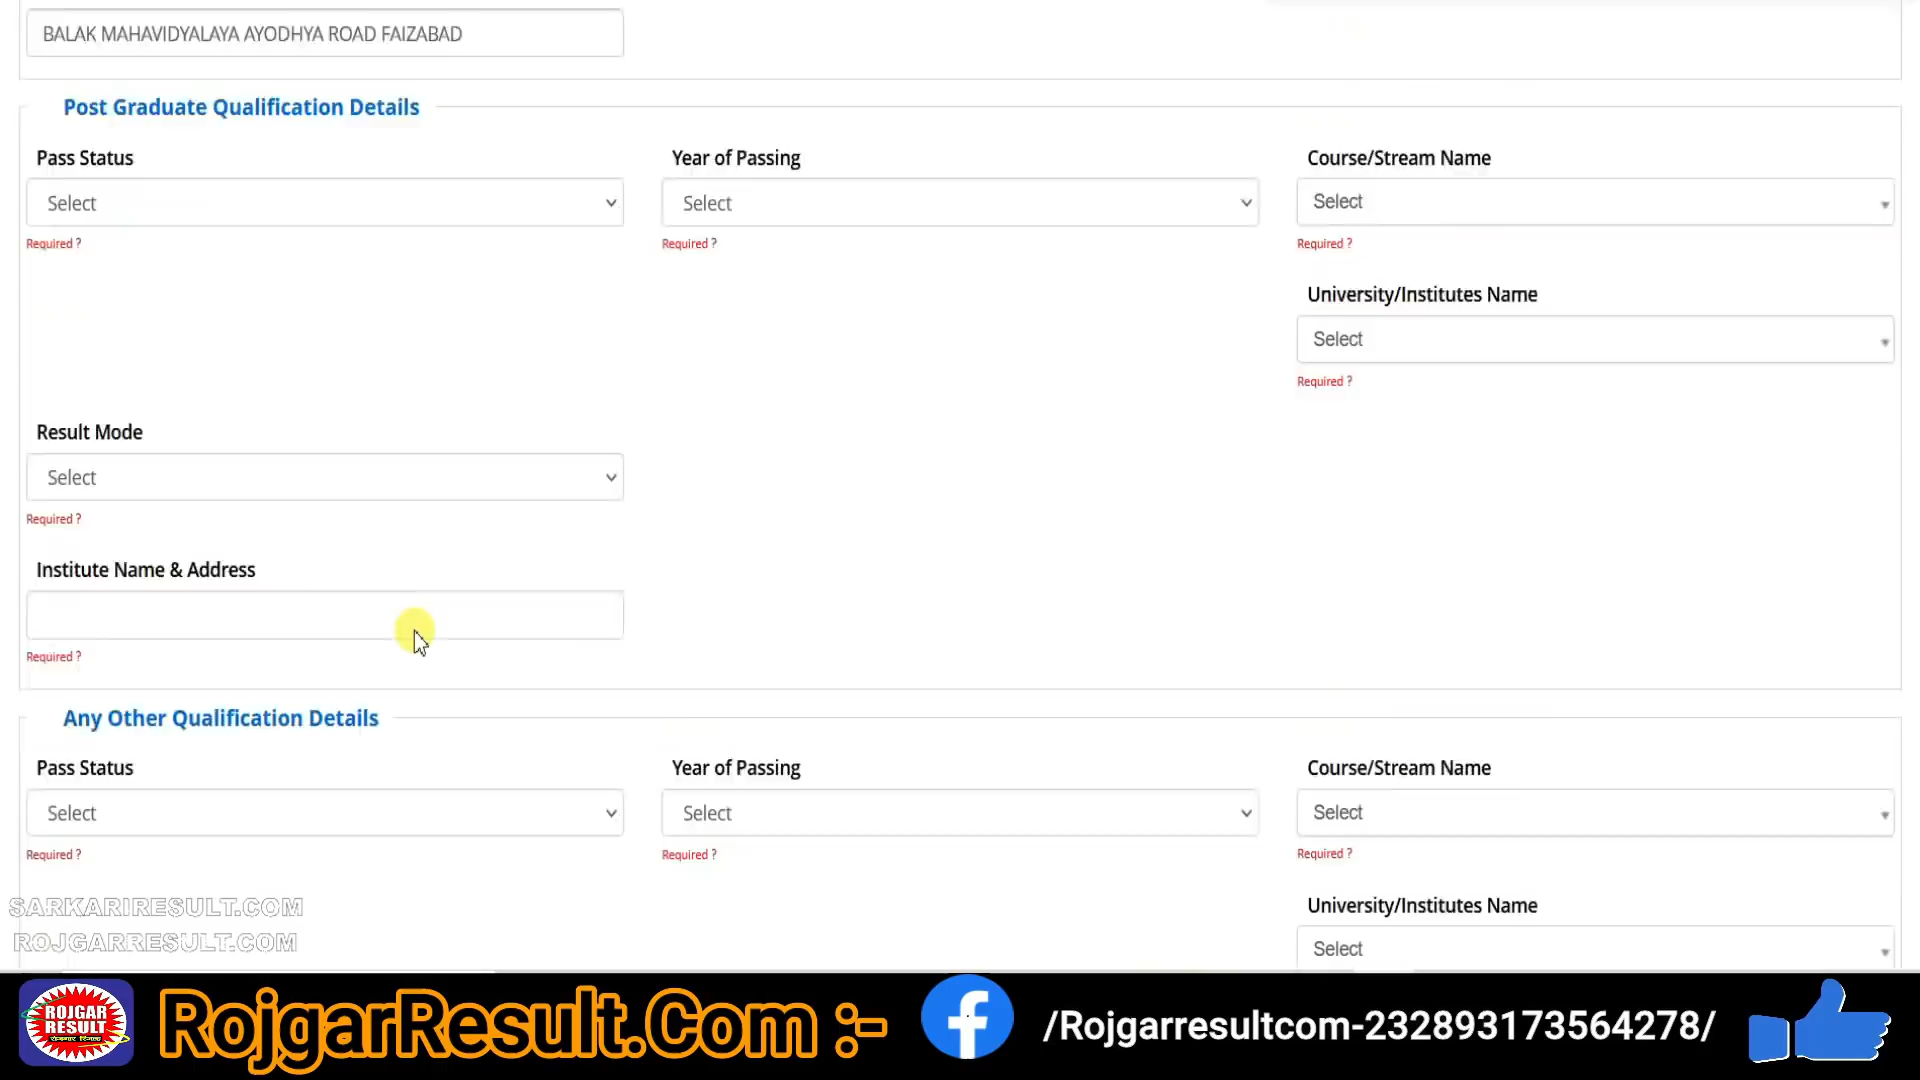 BALAK MAHAVIDYALAYA AYODHYA ROAD FAIZABAD
Post Graduate Qualification Details
Pass Status
Year of Passing
Course/Stream Name
Select
Select
Select
Required ?
Required ?
Required ?
University/Institutes Name
Select
Required ?
Result Mode
Select
Required ?
Institute Name & Address
Required ?
Any Other Qualification Details
Pass Status
Year of Passing
Course/Stream Name
Select
Select
Select
Required ?
Required ?
Required ?
University/Institutes Name
Select
SARKARIRESULT.COM
ROJGARRESULT.COM
ROJGAR
RESULT
रोजगार रिजल्ट
RojgarResult.Com :-
/Rojgarresultcom-232893173564278/